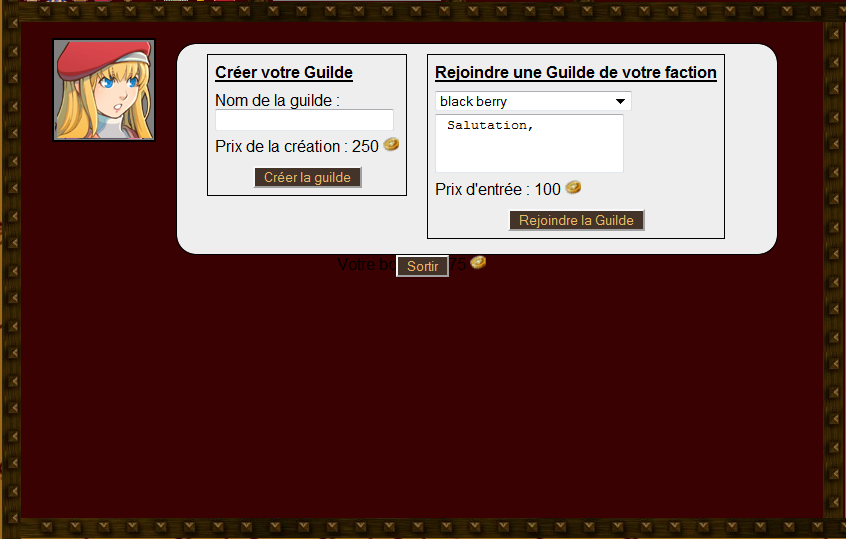 Créer votre Guilde
Nom de la guilde :
Prix de la création : 250
Créer la guilde
Rejoindre une Guilde de votre faction
black berry
Salutation,
Prix d'entrée : 100
Rejoindre la Guilde
Votre
Sortir